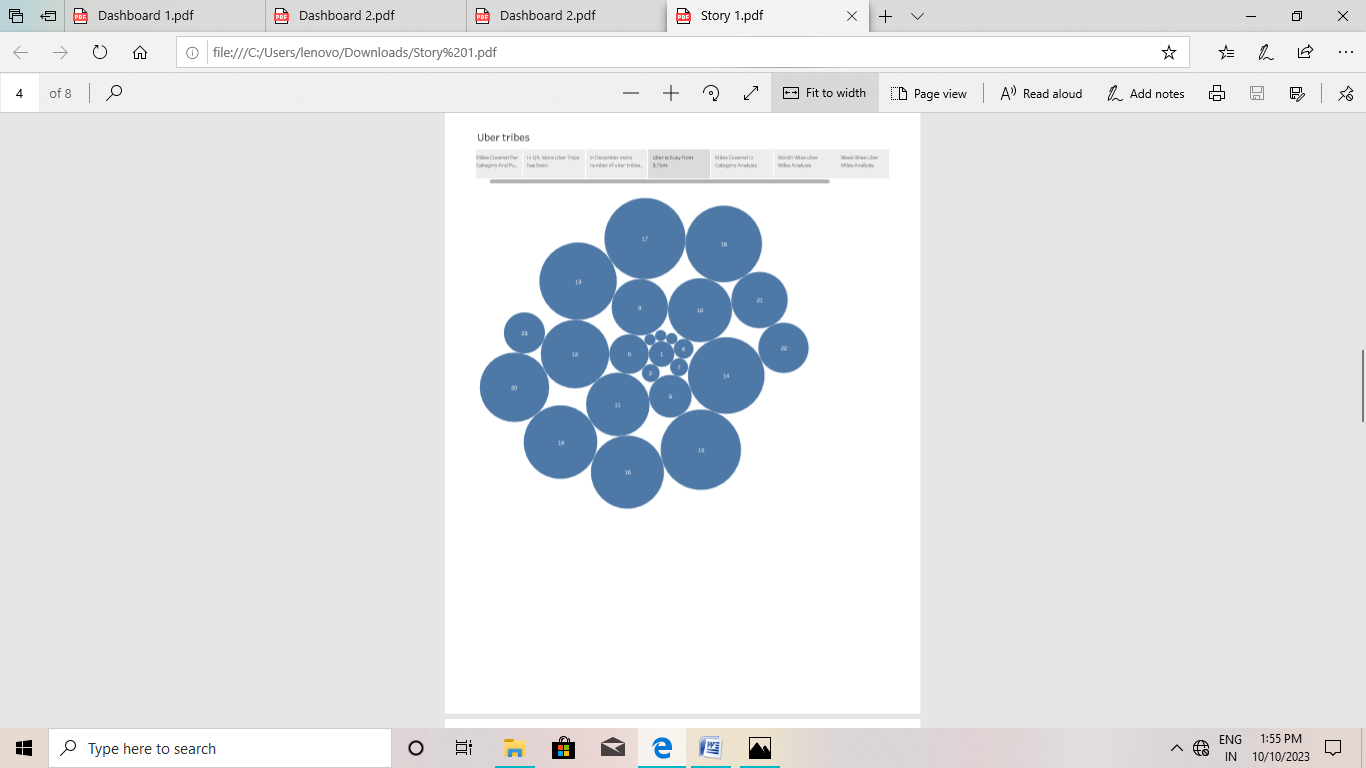 Dashboard 1.pdf
Dashboard 2.pdf
Dashboard 2.pdf
Story 1.pdf
file:///C:/Users/lenovo/Downloads/Story%201.pdf
4 of 8
Fit to width
Page view
Read aloud
Add notes
Uber tribes
Miles Covered Per
Category And Pu...
In Q4, More Uber Trips
has been
In December more
number of uber tribes...
Uber is busy from
3.7pm
Miles Covered In
Category Analysis
Month Wise Uber
Miles Analysis
Week Wise Uber
Miles Analysis
17
18
13
21
9
10
23
22
12
0
1
6
7
2
14
20
8
11
19
15
16
Type here to search
ENG
IN
1:55 PM
10/10/2023